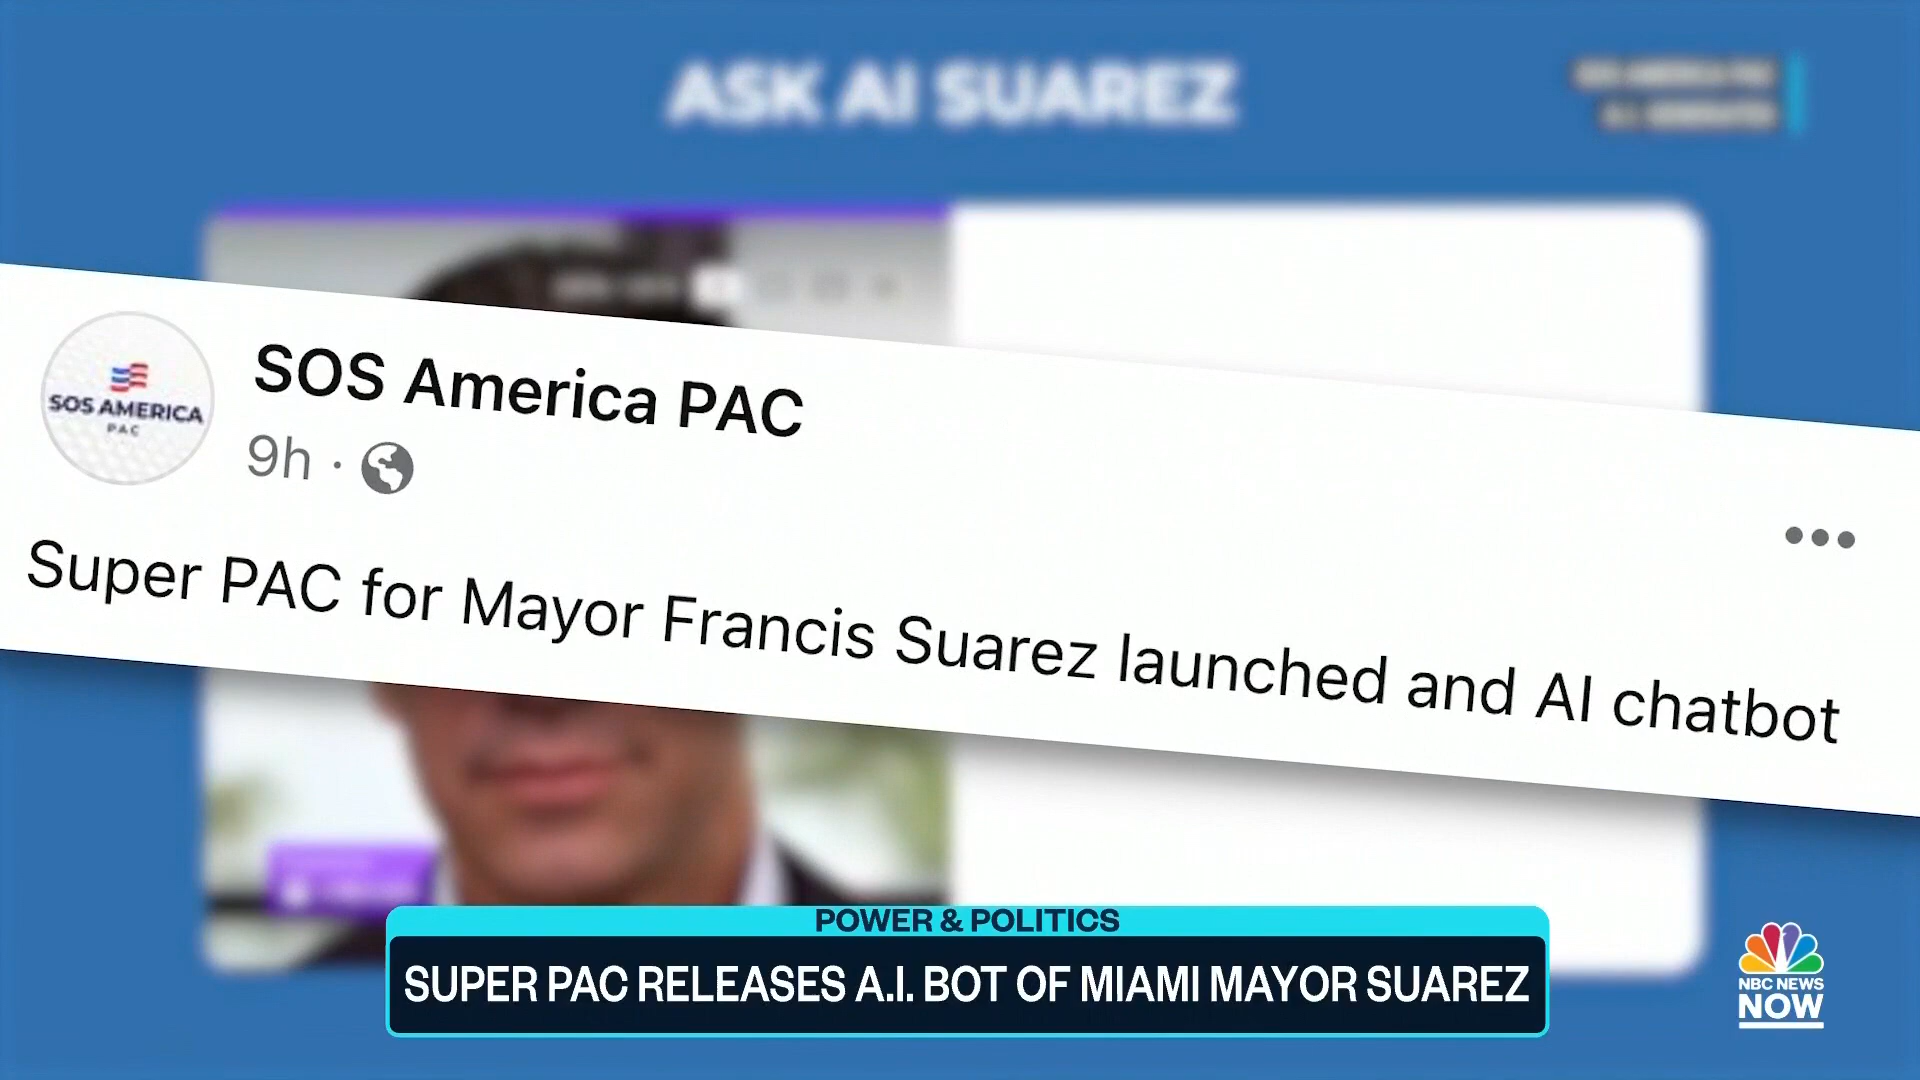 ASK AI SUAREZ
SOS AMERICA
PAC
SOS America PAC
9h ·
Super PAC for Mayor Francis Suarez launched and AI chatbot
POWER & POLITICS
SUPER PAC RELEASES A.I. BOT OF MIAMI MAYOR SUAREZ
NBC NEWS
NOW